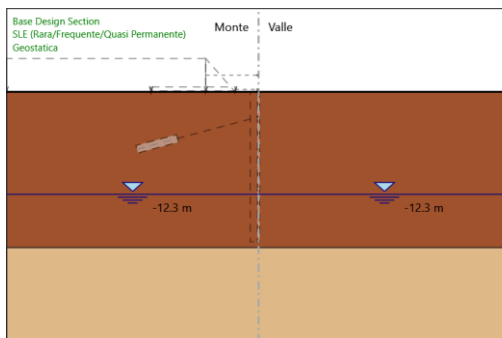 Base Design Section
SLE (Rara/Frequente/Quasi Permanente)
Geostatica
Monte
Valle
-12.3 m
-12.3 m